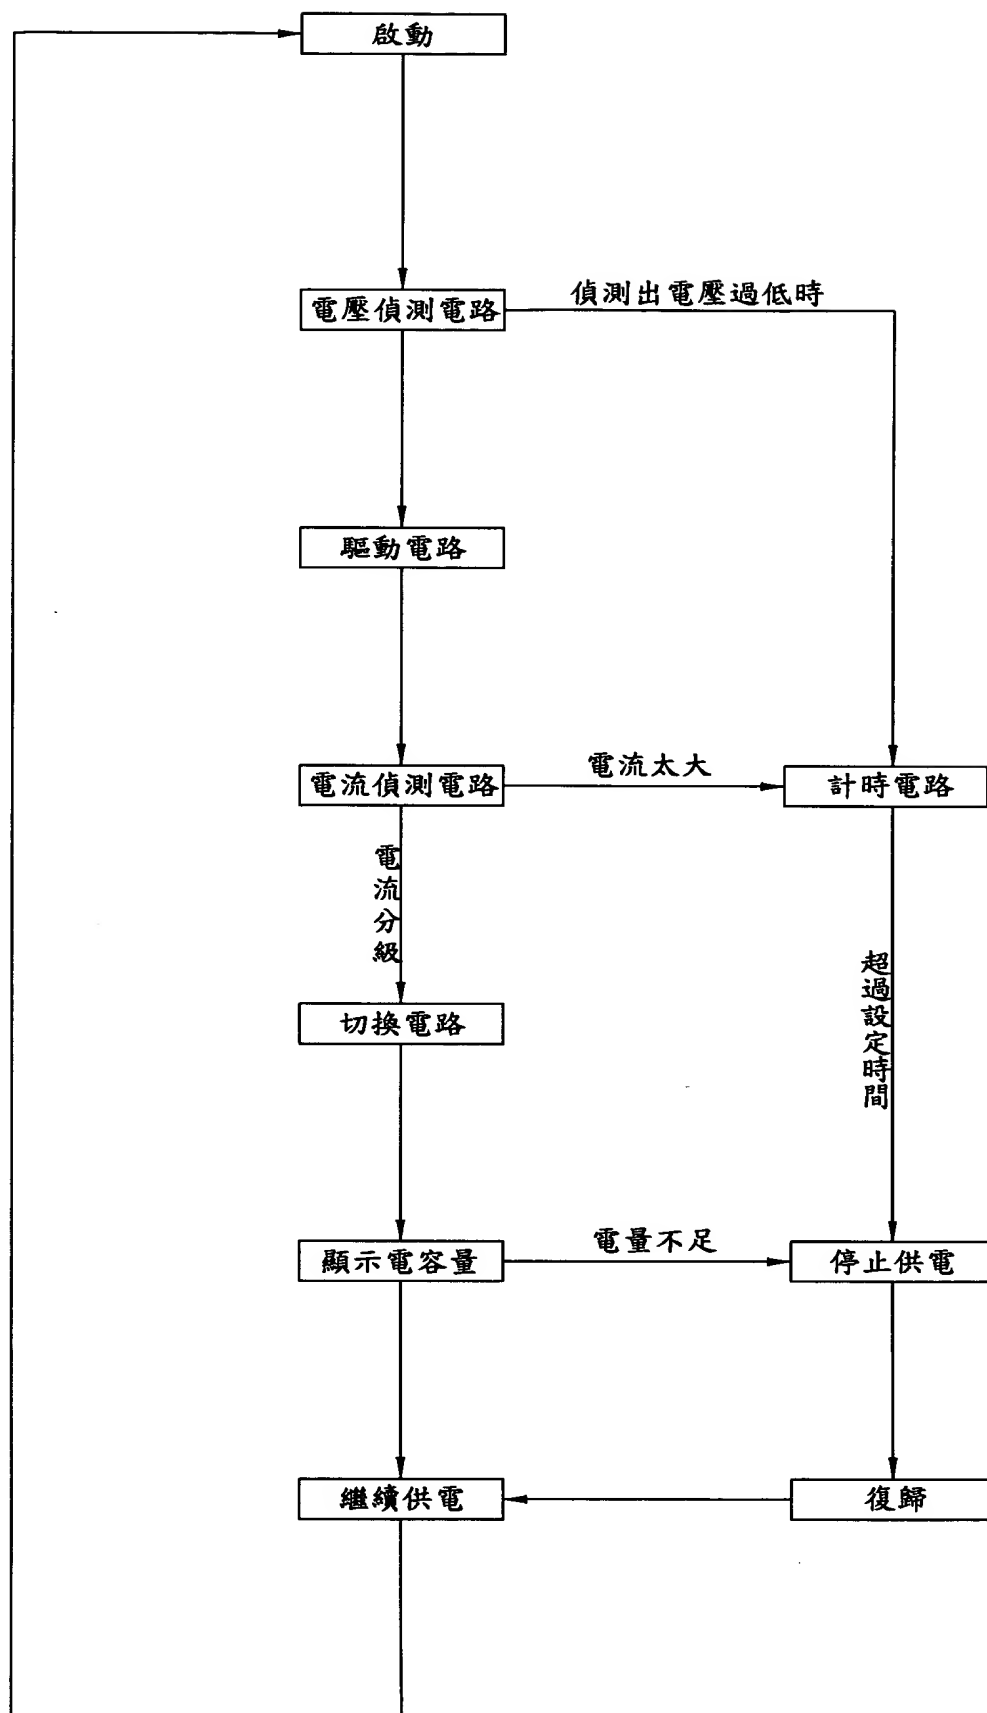 啟動
電壓偵測電路
偵測出電壓過低時
驅動電路
電流偵測電路
電流太大
計時電路
電流分級
超過設定時間
切換電路
顯示電容量
電量不足
停止供電
繼續供電
復歸